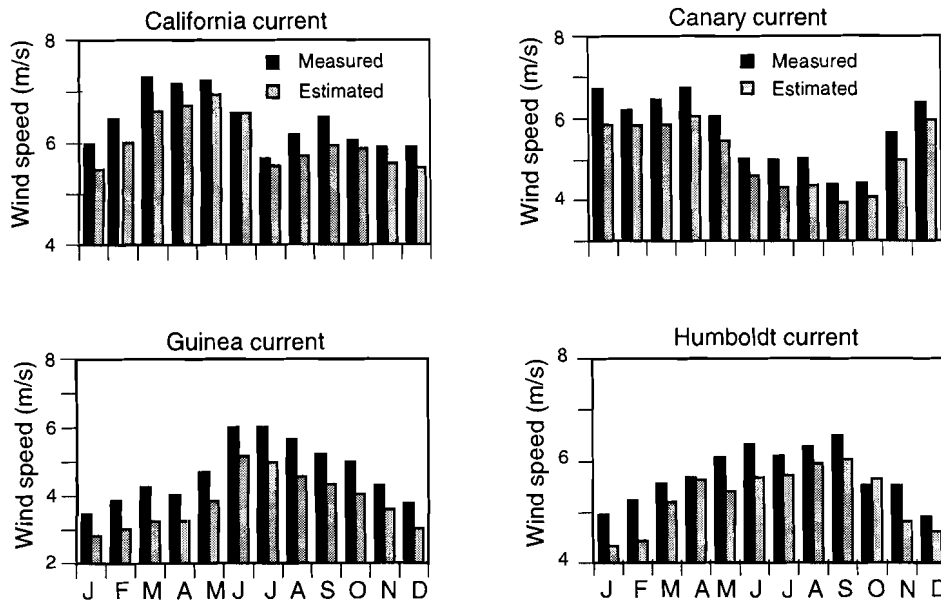 California current
Wind speed (m/s)
8
6
4
Measured
Estimated
Canary current
Wind speed (m/s)
8
6
4
Measured
Estimated
Guinea current
Wind speed (m/s)
8
6
4
2
J F M A M J J A S O N D
Humboldt current
Wind speed (m/s)
8
6
4
J F M A M J J A S O N D